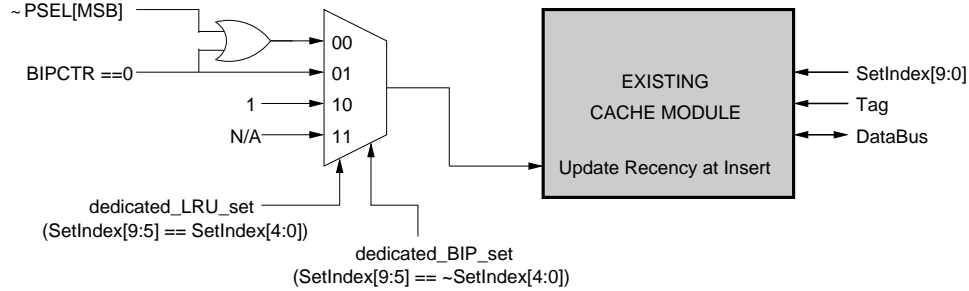 ~ PSEL[MSB]
BIPCTR ==0
1
N/A
00
01
10
11
EXISTING
CACHE MODULE
Update Recency at Insert
SetIndex[9:0]
Tag
DataBus
dedicated_LRU_set
(SetIndex[9:5] == SetIndex[4:0])
dedicated_BIP_set
(SetIndex[9:5] == ~SetIndex[4:0])